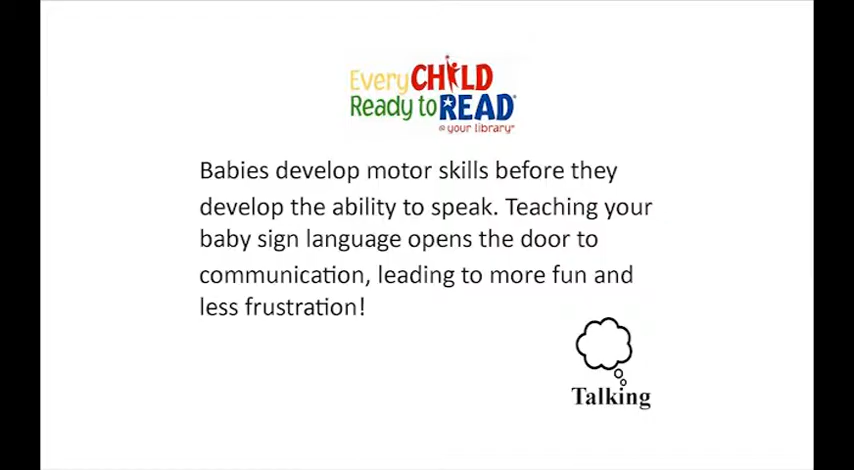 Every CHILD
Ready to READ®
@ your library™
Babies develop motor skills before they
develop the ability to speak. Teaching your
baby sign language opens the door to
communication, leading to more fun and
less frustration!
Talking